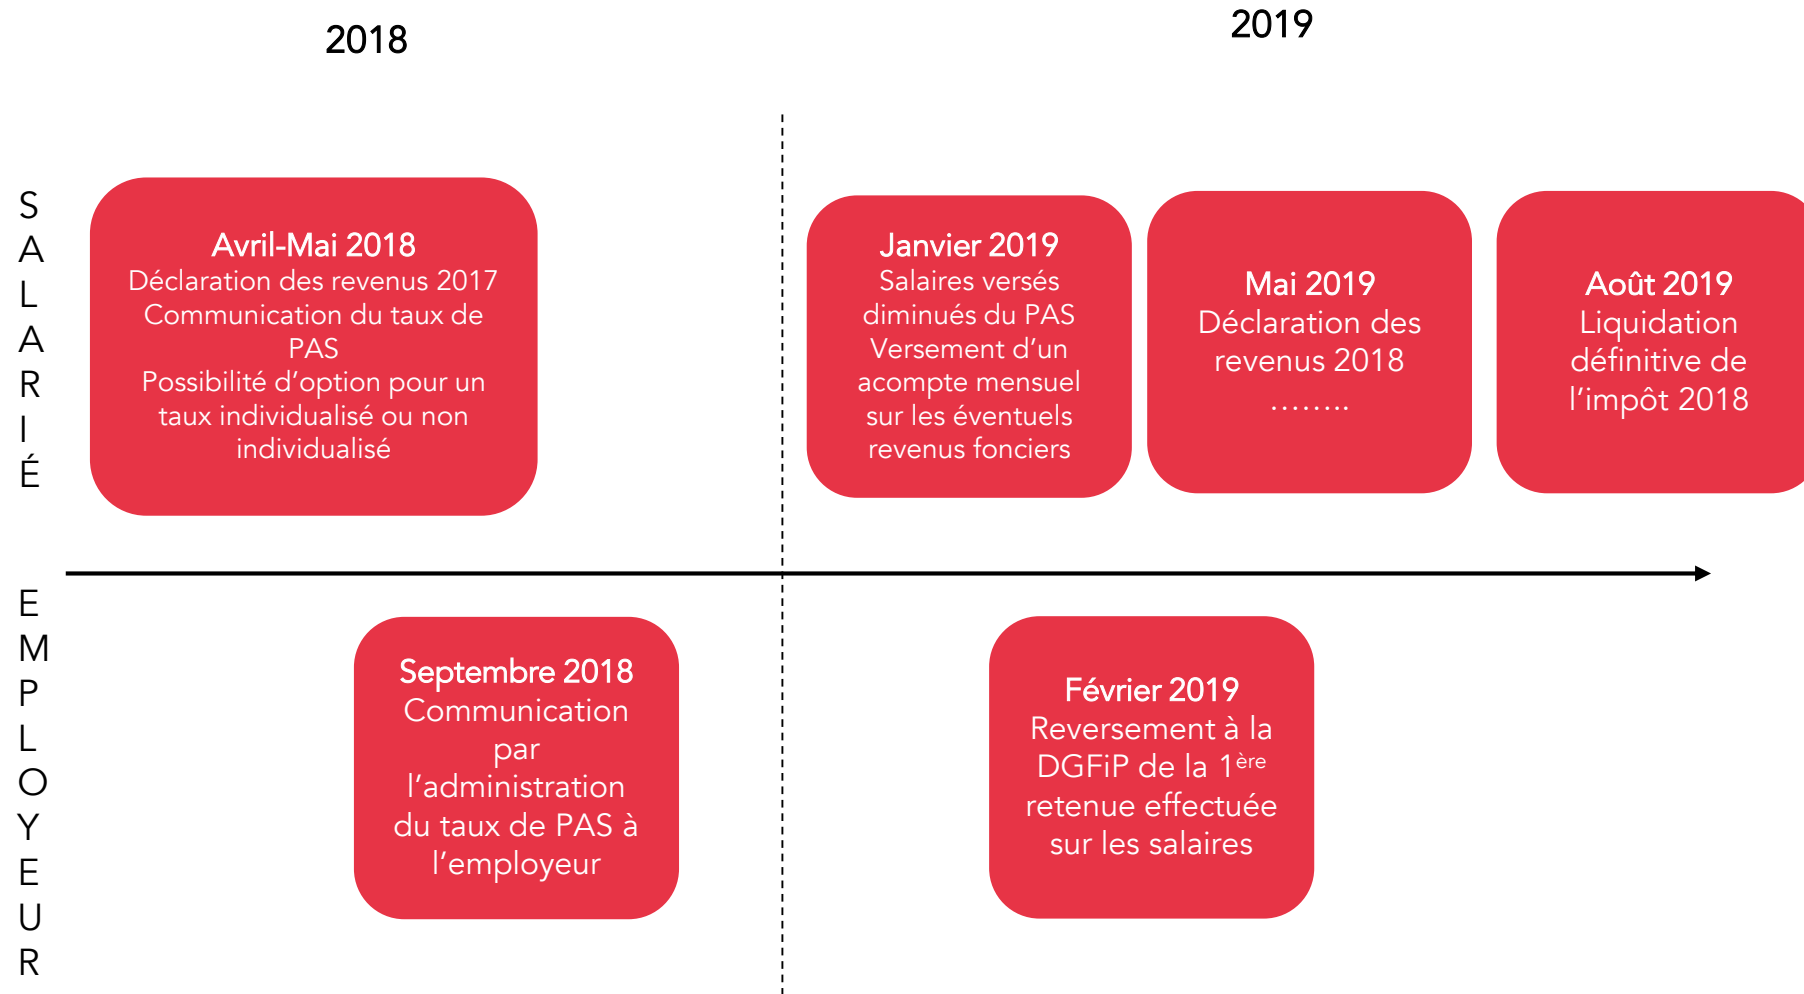 2018
2019
SALARIÉ
Avril-Mai 2018
Déclaration des revenus 2017
Communication du taux de
PAS
Possibilité d’option pour un
taux individualisé ou non
individualisé
Janvier 2019
Salaires versés
diminués du PAS
Versement d’un
acompte mensuel
sur les éventuels
revenus fonciers
Mai 2019
Déclaration des
revenus 2018
........
Août 2019
Liquidation
définitive de
l’impôt 2018
EMPLOYEUR
Septembre 2018
Communication
par
l’administration
du taux de PAS à
l’employeur
Février 2019
Reversement à la
DGFiP de la 1ère
retenue effectuée
sur les salaires